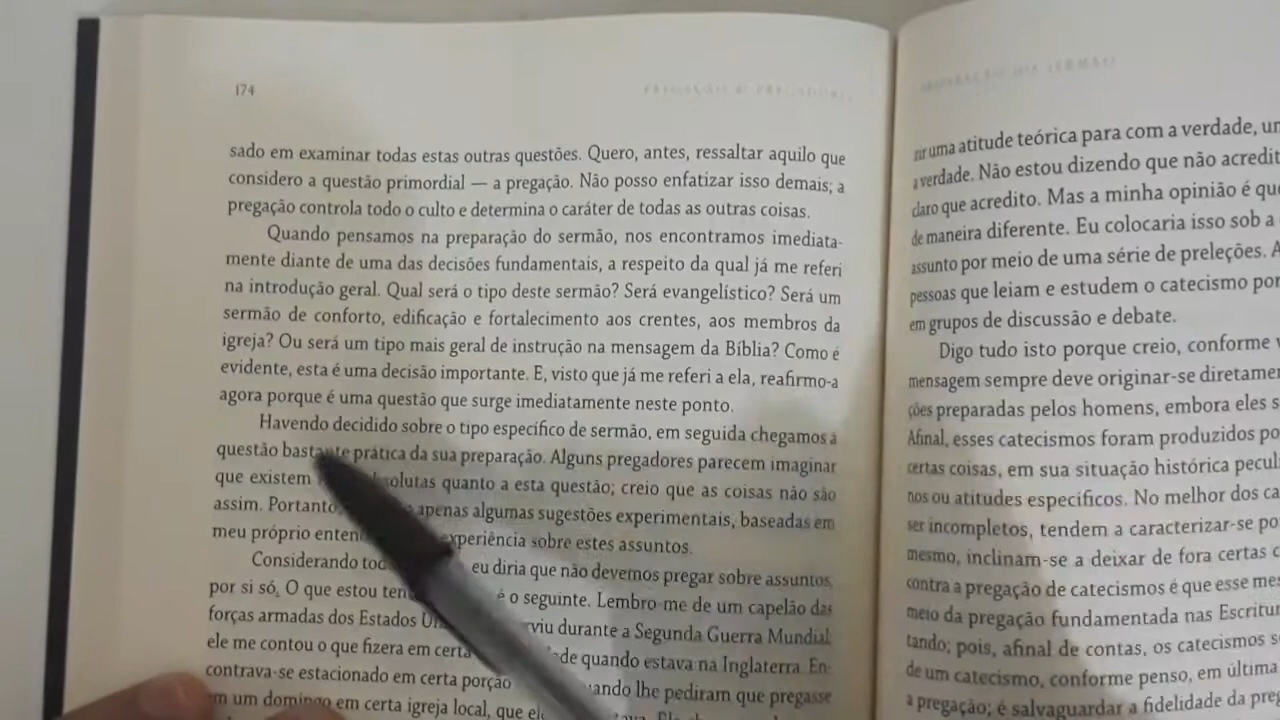 174
PREGAÇÃO & PREGADORES
sado em examinar todas estas outras questões. Quero, antes, ressaltar aquilo que
considero a questão primordial — a pregação. Não posso enfatizar isso demais; a
pregação controla todo o culto e determina o caráter de todas as outras coisas.
Quando pensamos na preparação do sermão, nos encontramos imediata-
mente diante de uma das decisões fundamentais, a respeito da qual já me referi
na introdução geral. Qual será o tipo deste sermão? Será evangelístico? Será um
sermão de conforto, edificação e fortalecimento aos crentes, aos membros da
igreja? Ou será um tipo mais geral de instrução na mensagem da Bíblia? Como é
evidente, esta é uma decisão importante. E, visto que já me referi a ela, reafirmo-a
agora porque é uma questão que surge imediatamente neste ponto.
Havendo decidido sobre o tipo específico de sermão, em seguida chegamos à
questão bastante prática da sua preparação. Alguns pregadores parecem imaginar
que existem solutas quanto a esta questão; creio que as coisas não são
assim. Portanto, apenas algumas sugestões experimentais, baseadas em
meu próprio enten experiência sobre estes assuntos.
Considerando tod eu diria que não devemos pregar sobre assuntos,
por si só. O que estou ten é o seguinte. Lembro-me de um capelão das
forças armadas dos Estados Un rviu durante a Segunda Guerra Mundial;
ele me contou o que fizera em certa de quando estava na Inglaterra. En-
contrava-se estacionado em certa porção uando lhe pediram que pregasse
em um domingo em certa igreja local, que el
PREPARAÇÃO DO SERMÃO
uma atitude teórica para com a verdade, um
a verdade. Não estou dizendo que não acredit
claro que acredito. Mas a minha opinião é que
de maneira diferente. Eu colocaria isso sob a
assunto por meio de uma série de preleções. A
pessoas que leiam e estudem o catecismo por
em grupos de discussão e debate.
Digo tudo isto porque creio, conforme
mensagem sempre deve originar-se diretamen
ções preparadas pelos homens, embora eles s
Afinal, esses catecismos foram produzidos po
certas coisas, em sua situação histórica pecul
nos ou atitudes específicos. No melhor dos ca
ser incompletos, tendem a caracterizar-se po
mesmo, inclinam-se a deixar de fora certas c
contra a pregação de catecismos é que esse mes
meio da pregação fundamentada nas Escritur
tando; pois, afinal de contas, os catecismos s
de um catecismo, conforme penso, em última
a pregação; é salvaguardar a fidelidade da preg